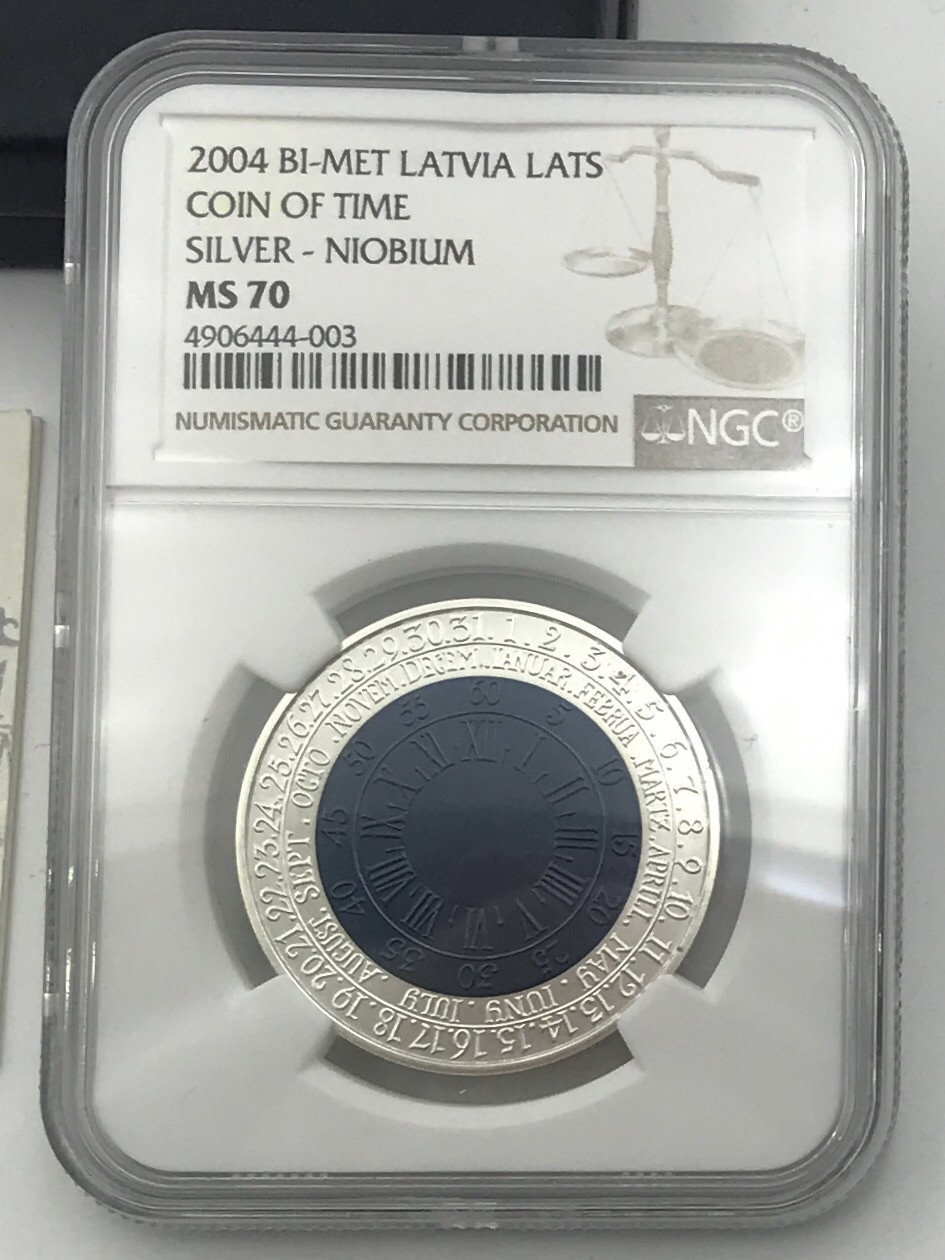 2004 BI-MET LATVIA LATS
COIN OF TIME
SILVER - NIOBIUM
MS 70
4906444-003
NUMISMATIC GUARANTY CORPORATION
NGC®
1. 2. 3. 4. 5. 6. 7. 8. 9. 10. 11. 12. 13. 14. 15. 16. 17. 18. 19. 20. 21. 22. 23. 24. 25. 26. 27. 28. 29. 30. 31.
JANUAR. FEBRUA. MARTZ. APRILL. MAY. IUNY. IULY. AUGUST. SEPT. OCTO. NOVEM. DECEM.
60 5 10 15 20 25 30 35 40 45 50 55
XII I II III IIII V VI VII VIII IX X XI